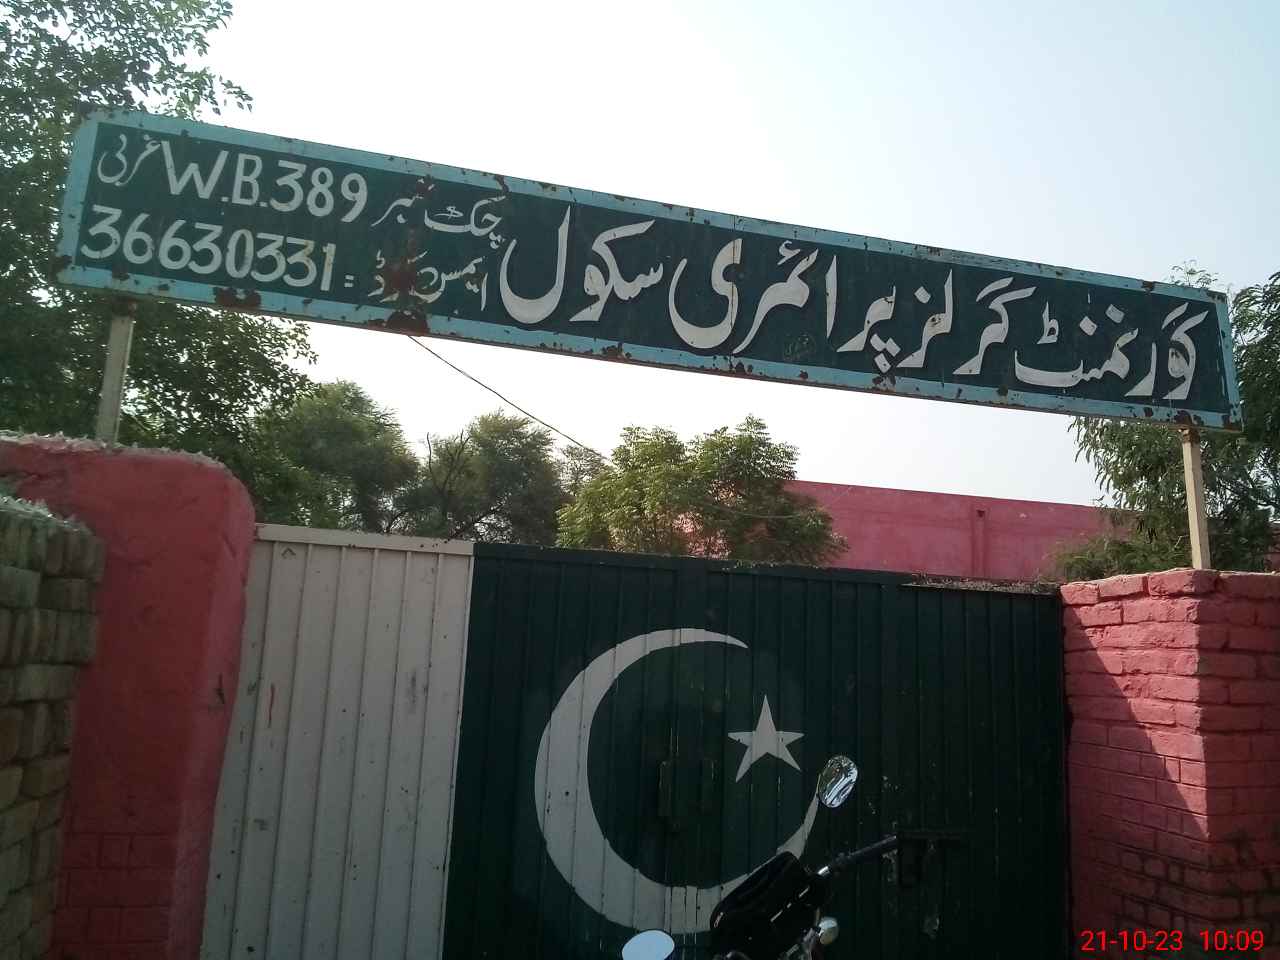 گورنمنٹ گرلز پرائمری سکول
چک نمبر 389 W.B. غربی
ایمس کوڈ = 36630331
21-10-23 10:09